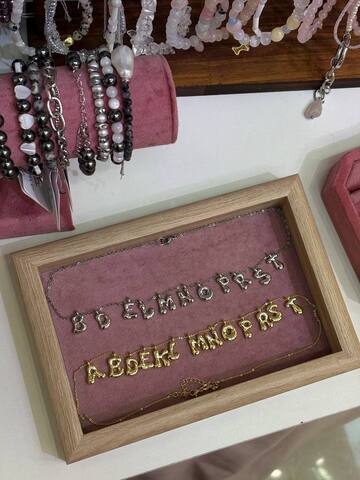 B D E L M N O P R S T
A B D E K L M N O P R S T